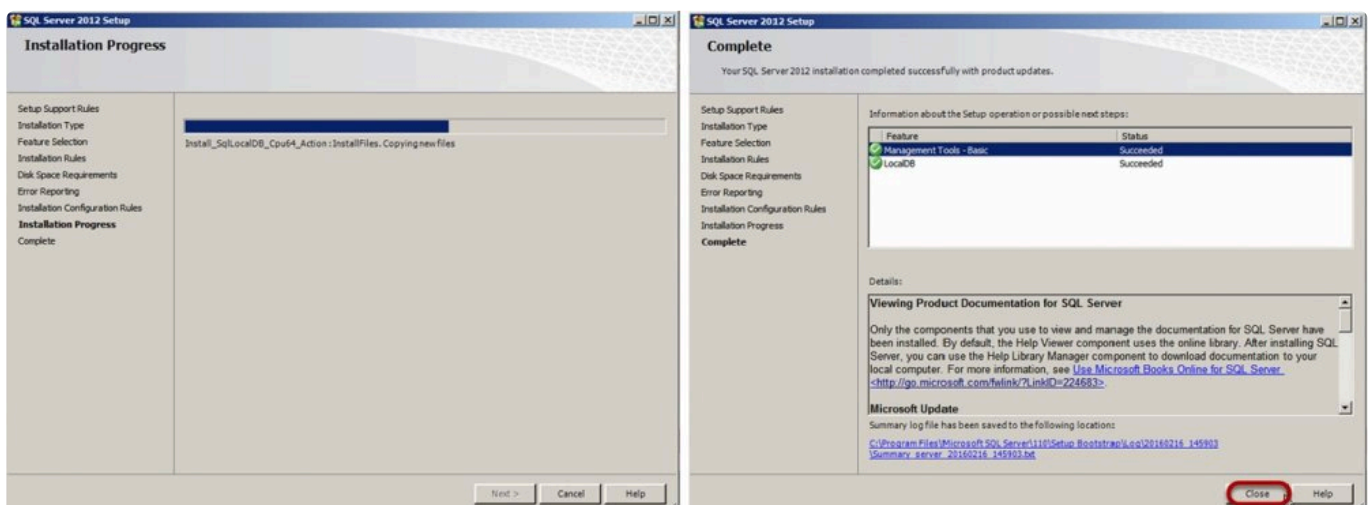 SQL Server 2012 Setup
Installation Progress
Setup Support Rules
Installation Type
Feature Selection
Installation Rules
Disk Space Requirements
Error Reporting
Installation Configuration Rules
Installation Progress
Complete
Install_SqlLocalDB_Cpu64_Action : InstallFiles. Copying new files
Next >
Cancel
Help
SQL Server 2012 Setup
Complete
Your SQL Server 2012 installation completed successfully with product updates.
Setup Support Rules
Installation Type
Feature Selection
Installation Rules
Disk Space Requirements
Error Reporting
Installation Configuration Rules
Installation Progress
Complete
Information about the Setup operation or possible next steps:
Feature Status
Management Tools - Basic Succeeded
LocalDB Succeeded
Details:
Viewing Product Documentation for SQL Server
Only the components that you use to view and manage the documentation for SQL Server have
been installed. By default, the Help Viewer component uses the online library. After installing SQL
Server, you can use the Help Library Manager component to download documentation to your
local computer. For more information, see Use Microsoft Books Online for SQL Server
<http://go.microsoft.com/fwlink/?LinkID=224683>.
Microsoft Update
Summary log file has been saved to the following location:
C:\Program Files\Microsoft SQL Server\110\Setup Bootstrap\Log\20160216_145903
\Summary_server_20160216_145903.txt
Close
Help